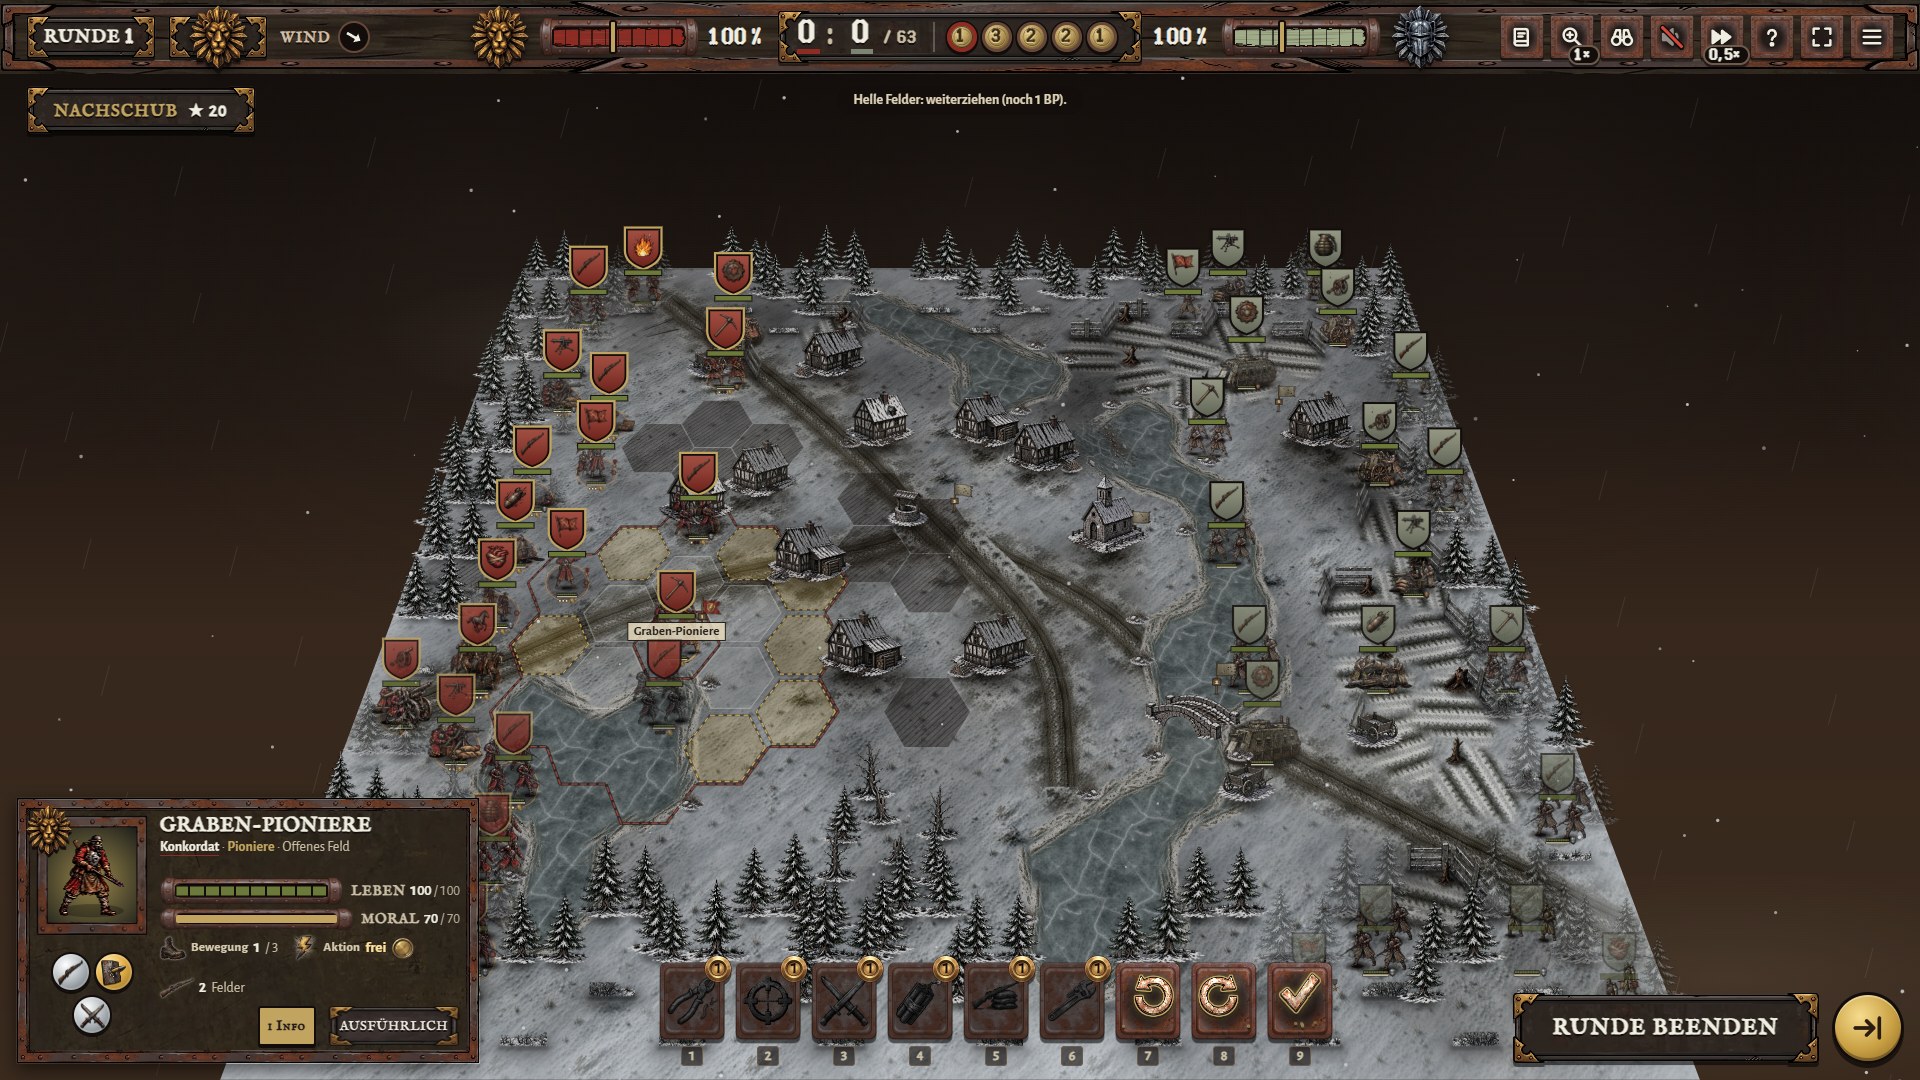 RUNDE 1
WIND
100 %
0 : 0 / 63
1 3 2 2 1
100 %
1×
0,5×
?
NACHSCHUB ★ 20
Helle Felder: weiterziehen (noch 1 BP).
Graben-Pioniere
GRABEN-PIONIERE
Konkordat · Pioniere · Offenes Feld
LEBEN 100 / 100
MORAL 70 / 70
Bewegung 1 / 3 Aktion frei
2 Felder
I INFO
AUSFÜHRLICH
1 1 1 1 1 1
1 2 3 4 5 6 7 8 9
RUNDE BEENDEN